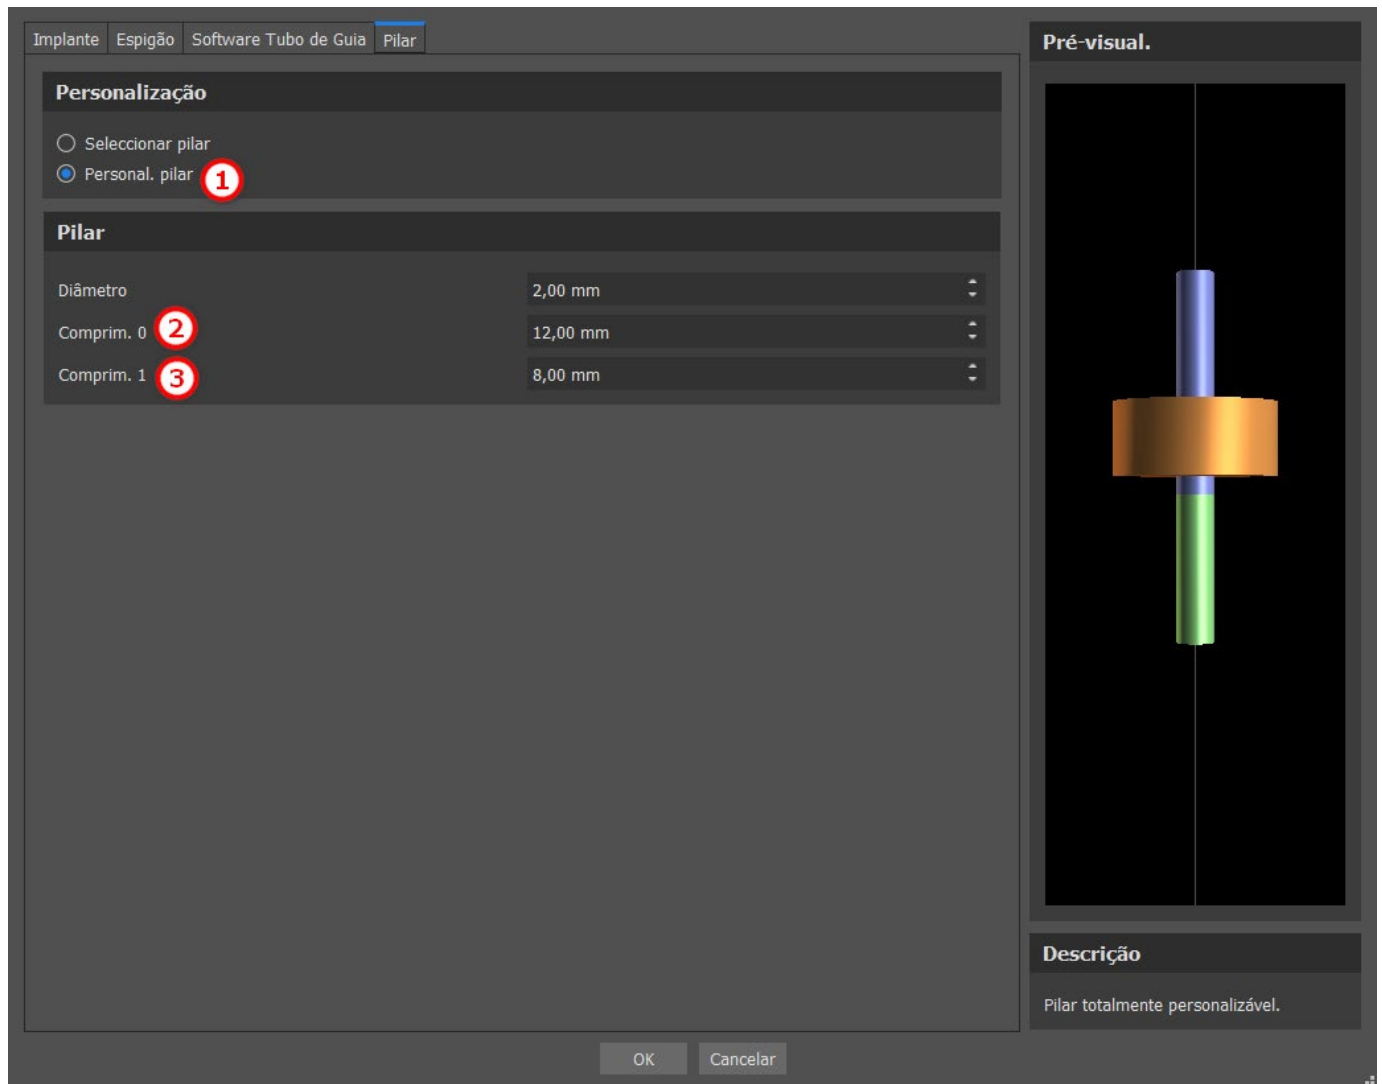 Implante Espigão Software Tubo de Guia Pilar
Personalização
Seleccionar pilar
Personal. pilar 1
Pilar
Diâmetro 2,00 mm
Comprim. 0 2 12,00 mm
Comprim. 1 3 8,00 mm
Pré-visual.
Descrição
Pilar totalmente personalizável.
OK Cancelar